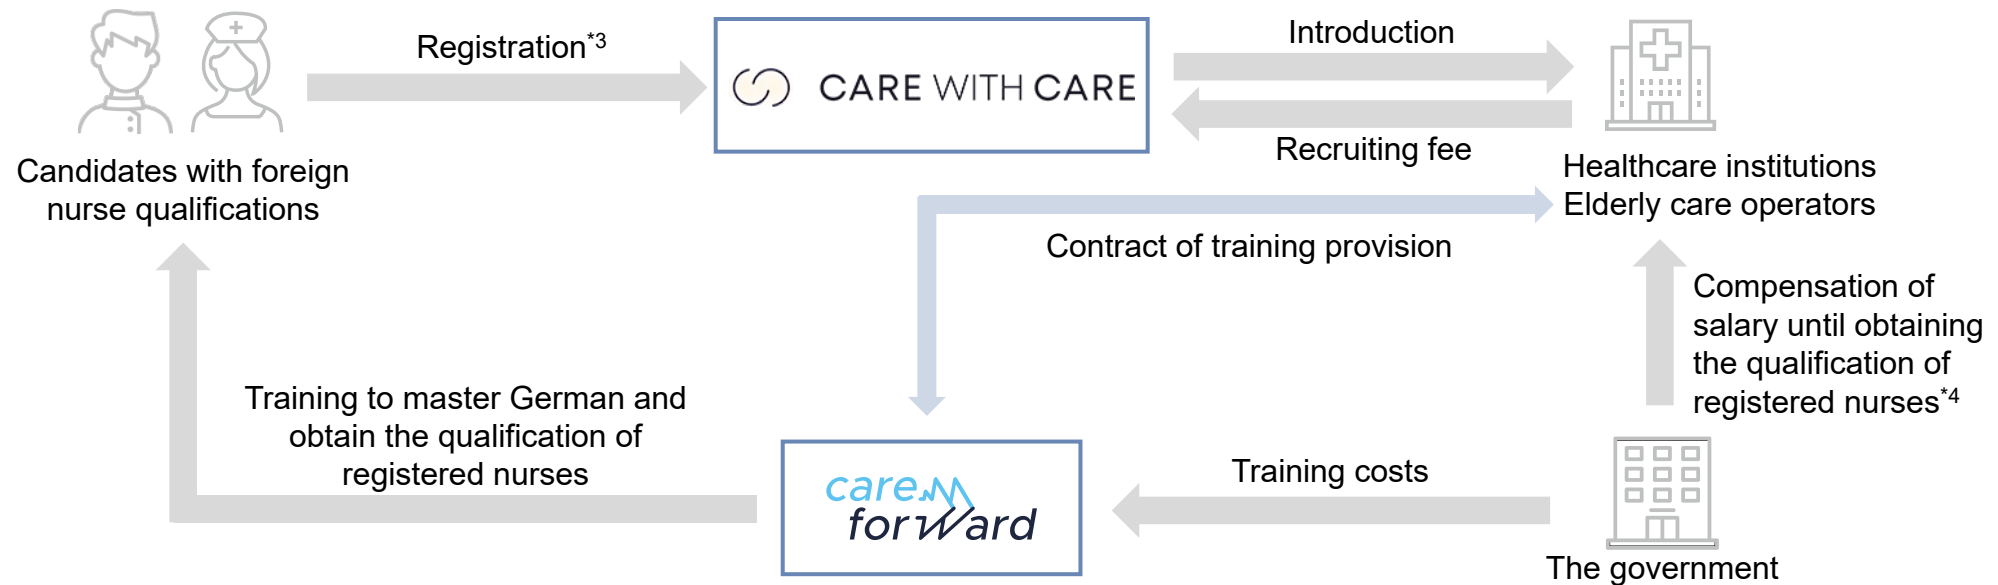 Registration*3
CARE WITH CARE
Introduction
Recruiting fee
Candidates with foreign
nurse qualifications
Healthcare institutions
Elderly care operators
Contract of training provision
Compensation of
salary until obtaining
the qualification of
registered nurses*4
Training to master German and
obtain the qualification of
registered nurses
care
forward
Training costs
The government